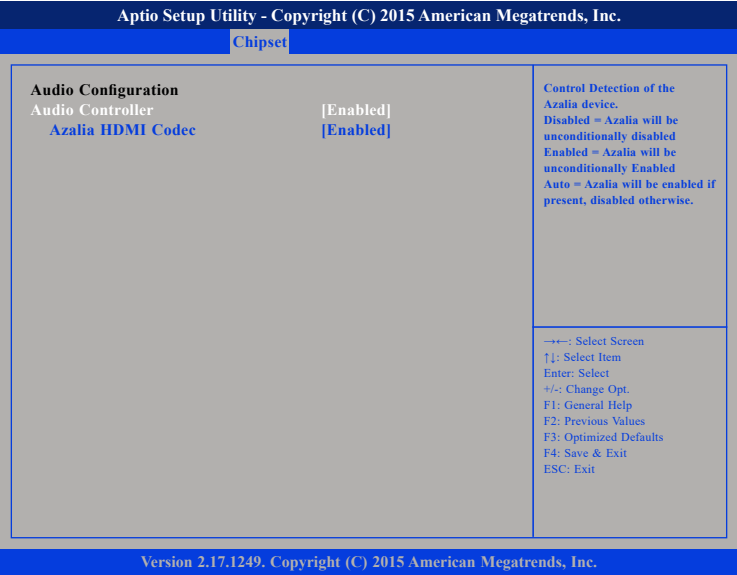 Aptio Setup Utility - Copyright (C) 2015 American Megatrends, Inc.
Chipset
Audio Configuration
Audio Controller [Enabled]
Azalia HDMI Codec [Enabled]
Control Detection of the
Azalia device.
Disabled = Azalia will be
unconditionally disabled
Enabled = Azalia will be
unconditionally Enabled
Auto = Azalia will be enabled if
present, disabled otherwise.
→←: Select Screen
↑↓: Select Item
Enter: Select
+/-: Change Opt.
F1: General Help
F2: Previous Values
F3: Optimized Defaults
F4: Save & Exit
ESC: Exit
Version 2.17.1249. Copyright (C) 2015 American Megatrends, Inc.